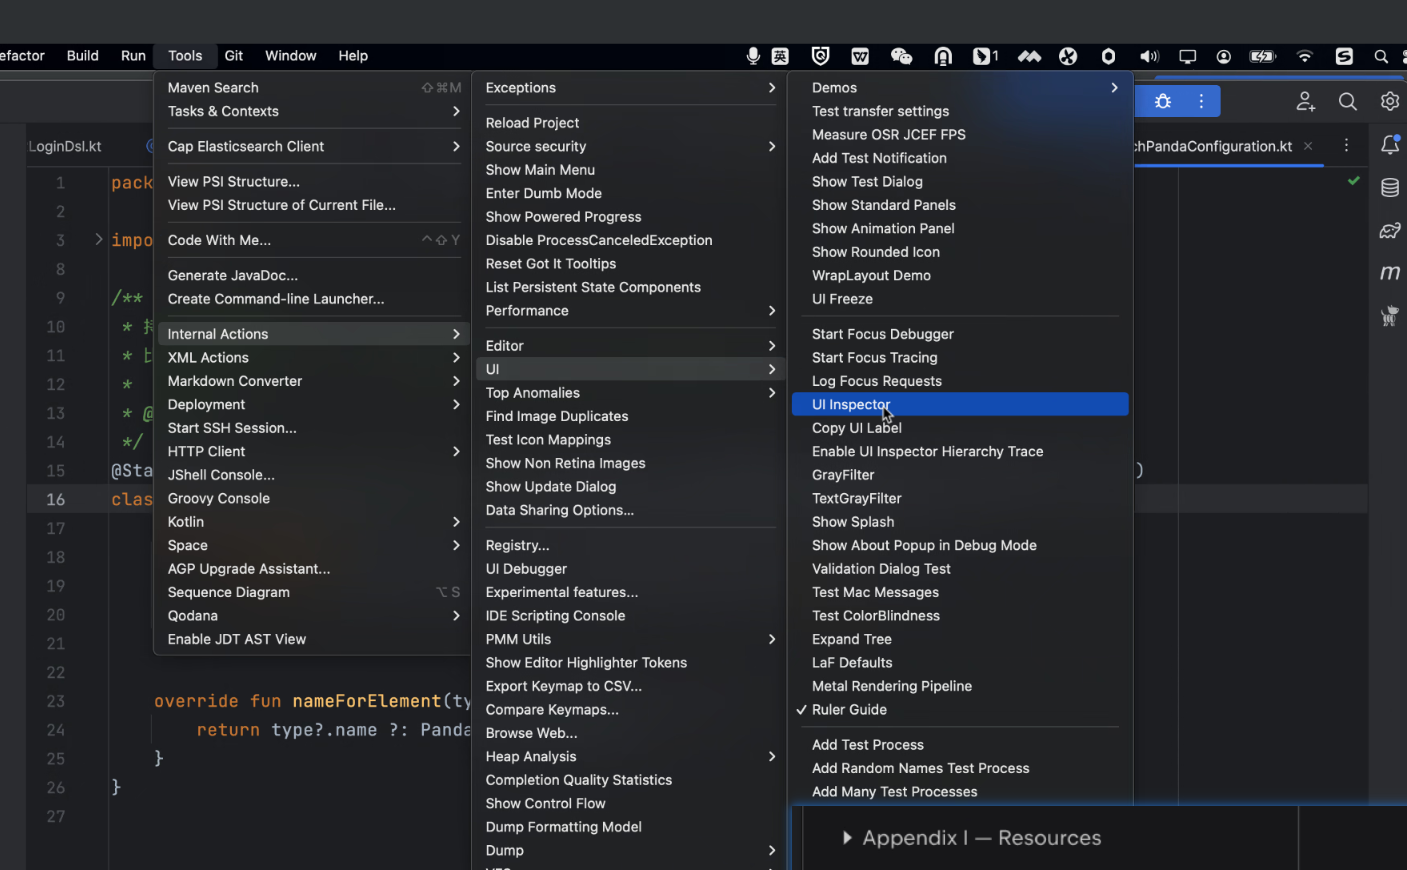 efactor Build Run Tools Git Window Help 英 1
Maven Search ⇧⌘M
Tasks & Contexts
Cap Elasticsearch Client
View PSI Structure...
View PSI Structure of Current File...
Code With Me... ^⇧Y
Generate JavaDoc...
Create Command-line Launcher...
Internal Actions
XML Actions
Markdown Converter
Deployment
Start SSH Session...
HTTP Client
JShell Console...
Groovy Console
Kotlin
Space
AGP Upgrade Assistant...
Sequence Diagram ⌥S
Qodana
Enable JDT AST View
Exceptions
Reload Project
Source security
Show Main Menu
Enter Dumb Mode
Show Powered Progress
Disable ProcessCanceledException
Reset Got It Tooltips
List Persistent State Components
Performance
Editor
UI
Top Anomalies
Find Image Duplicates
Test Icon Mappings
Show Non Retina Images
Show Update Dialog
Data Sharing Options...
Registry...
UI Debugger
Experimental features...
IDE Scripting Console
PMM Utils
Show Editor Highlighter Tokens
Export Keymap to CSV...
Compare Keymaps...
Browse Web...
Heap Analysis
Completion Quality Statistics
Show Control Flow
Dump Formatting Model
Dump
Demos
Test transfer settings
Measure OSR JCEF FPS
Add Test Notification
Show Test Dialog
Show Standard Panels
Show Animation Panel
Show Rounded Icon
WrapLayout Demo
UI Freeze
Start Focus Debugger
Start Focus Tracing
Log Focus Requests
UI Inspector
Copy UI Label
Enable UI Inspector Hierarchy Trace
GrayFilter
TextGrayFilter
Show Splash
Show About Popup in Debug Mode
Validation Dialog Test
Test Mac Messages
Test ColorBlindness
Expand Tree
LaF Defaults
Metal Rendering Pipeline
✓ Ruler Guide
Add Test Process
Add Random Names Test Process
Add Many Test Processes
Appendix I — Resources
LoginDsl.kt
chPandaConfiguration.kt
1 pack
2
3 impo
8
9 /**
10 *
11 *
12 *
13 * @
14 */
15 @Sta )
16 clas
17
18
19
20
21
22
23 override fun nameForElement(ty
24 return type?.name ?: Panda
25 }
26 }
27
m